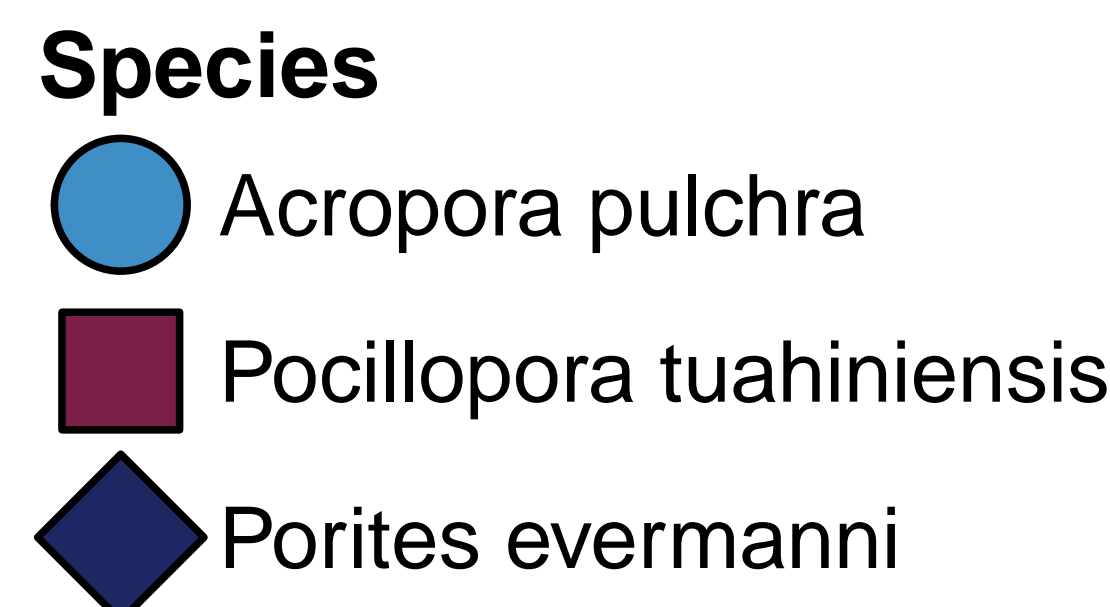 Species
Acropora pulchra
Pocillopora tuahiniensis
Porites evermanni